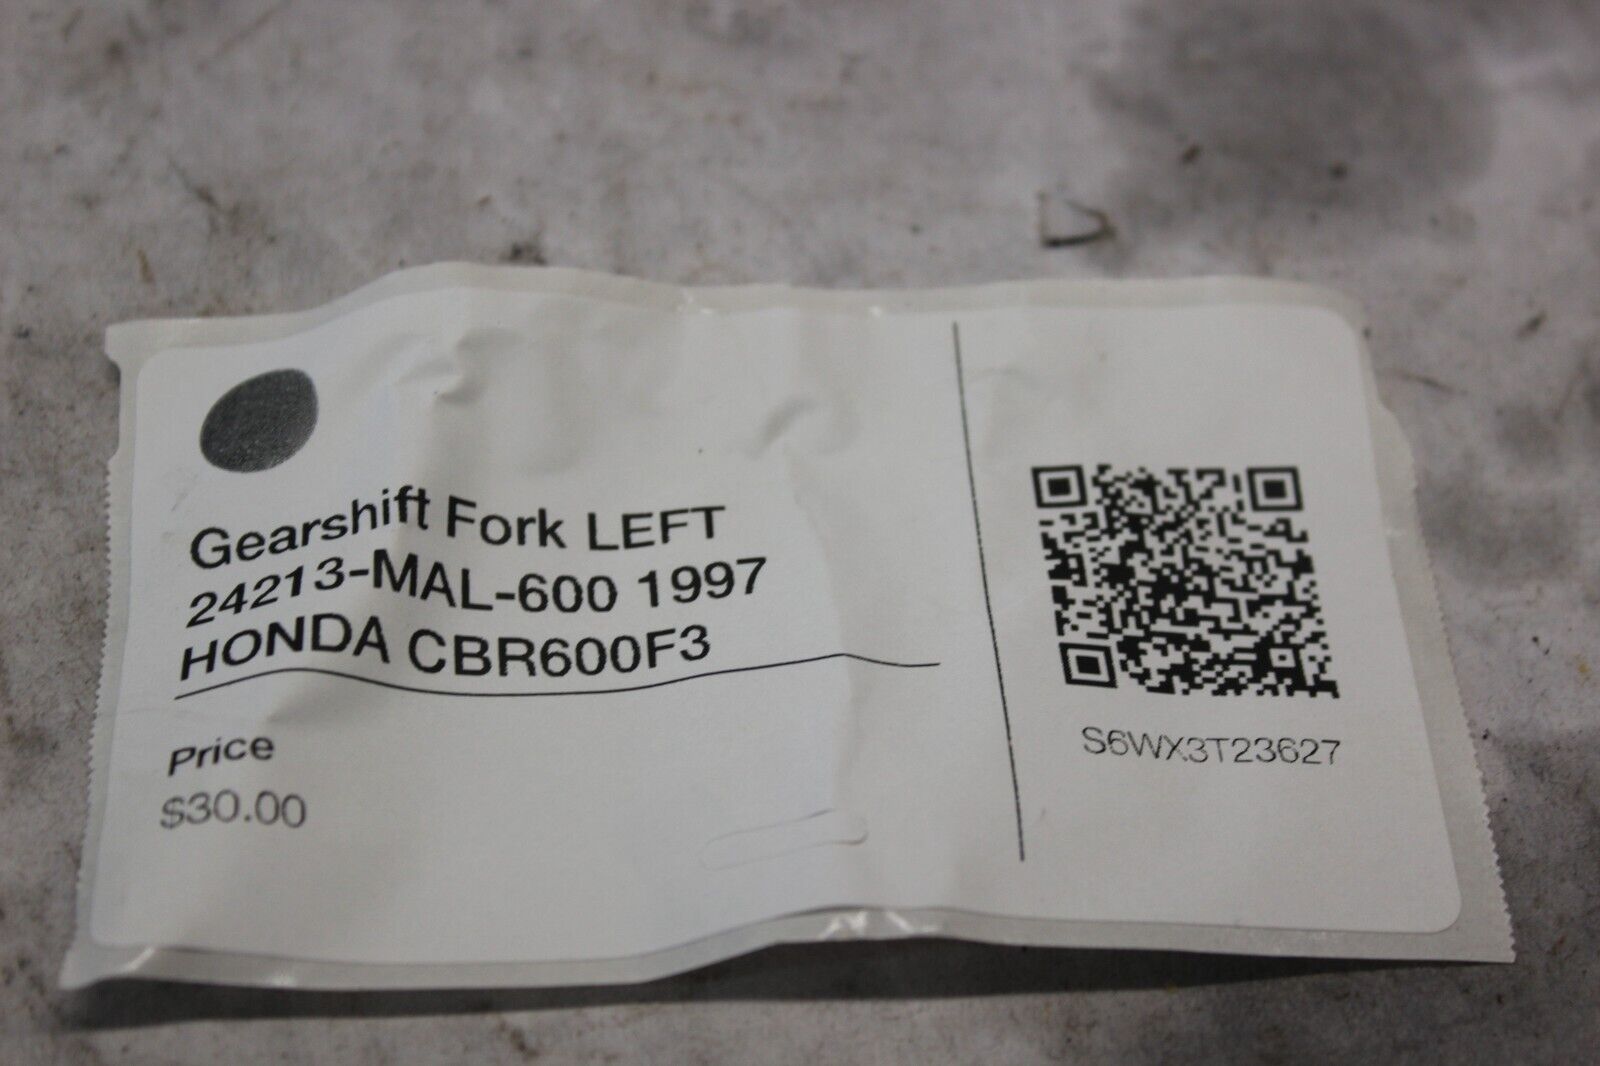 Gearshift Fork LEFT
24213-MAL-600 1997
HONDA CBR600F3
Price
$30.00
S6WX3T23627